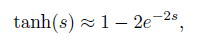 tanh(s) ≈ 1 − 2e^{−2s},